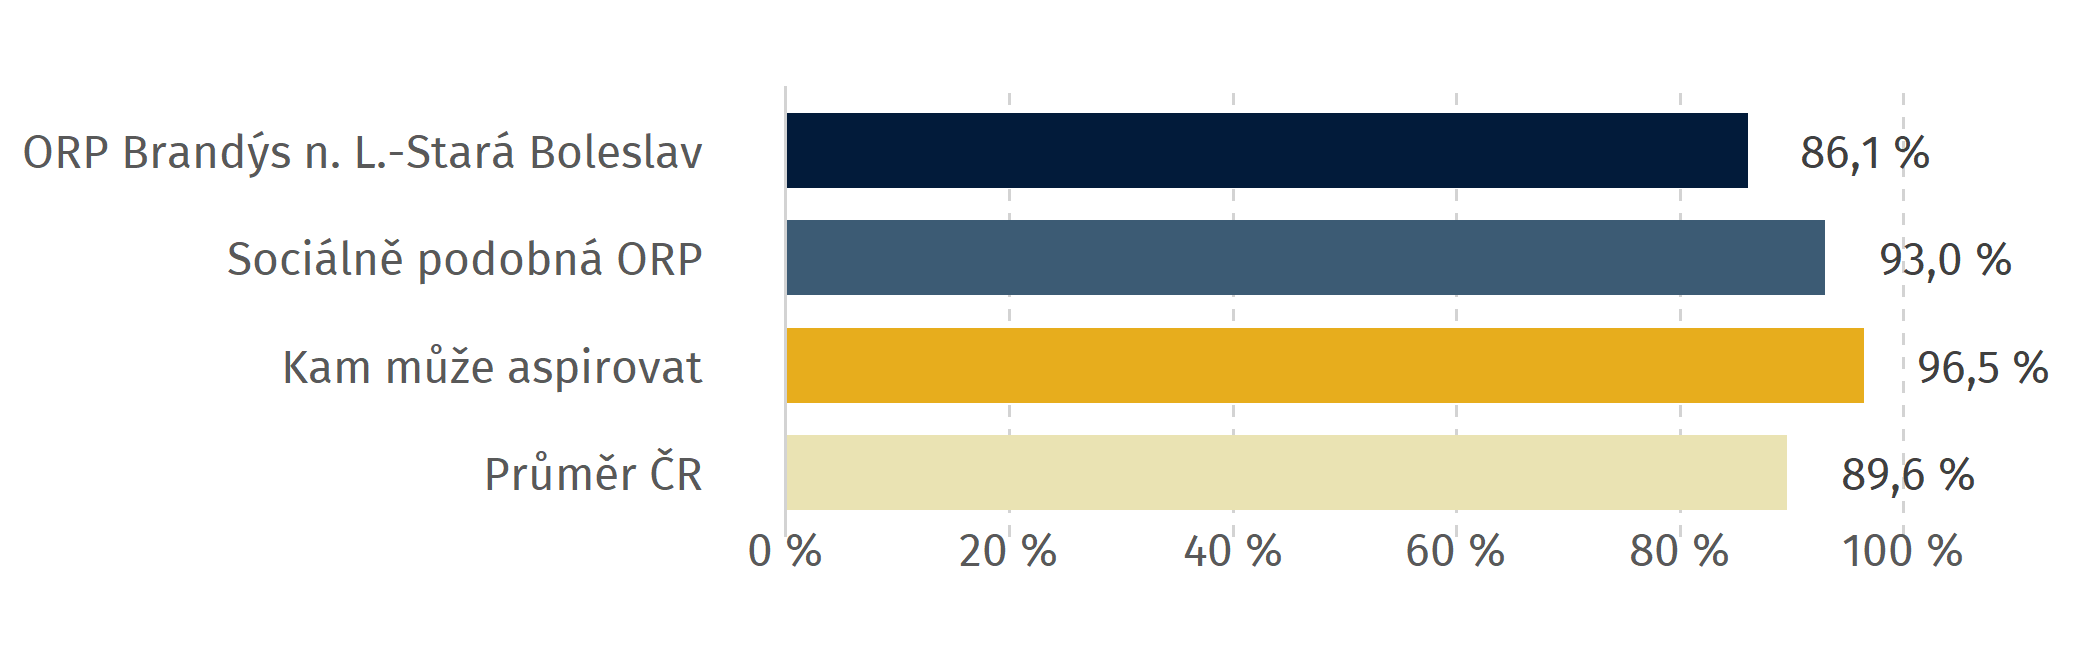 ORP Brandýs n. L.-Stará Boleslav 86,1 %
Sociálně podobná ORP 93,0 %
Kam může aspirovat 96,5 %
Průměr ČR 89,6 %
0 % 20 % 40 % 60 % 80 % 100 %